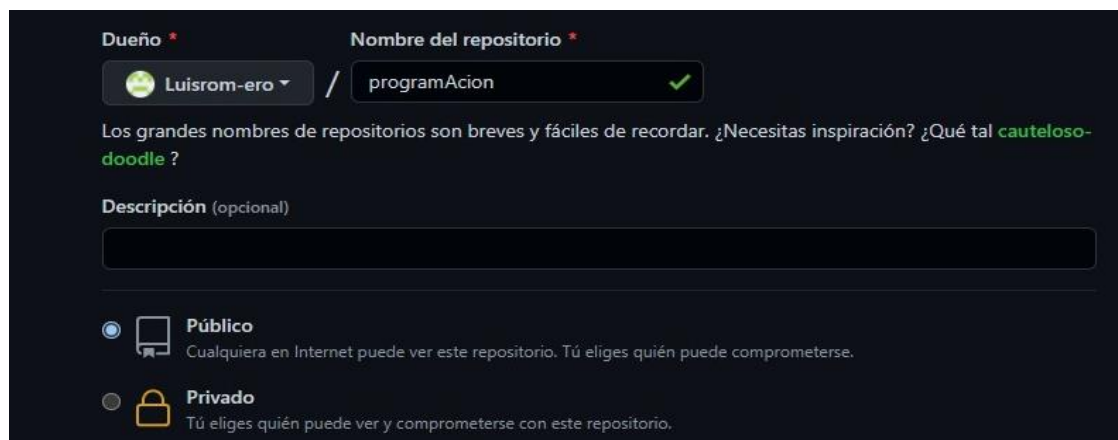 Dueño * Nombre del repositorio *
Luisrom-ero / programAcion
Los grandes nombres de repositorios son breves y fáciles de recordar. ¿Necesitas inspiración? ¿Qué tal cauteloso-
doodle ?
Descripción (opcional)
Público
Cualquiera en Internet puede ver este repositorio. Tú eliges quién puede comprometerse.
Privado
Tú eliges quién puede ver y comprometerse con este repositorio.